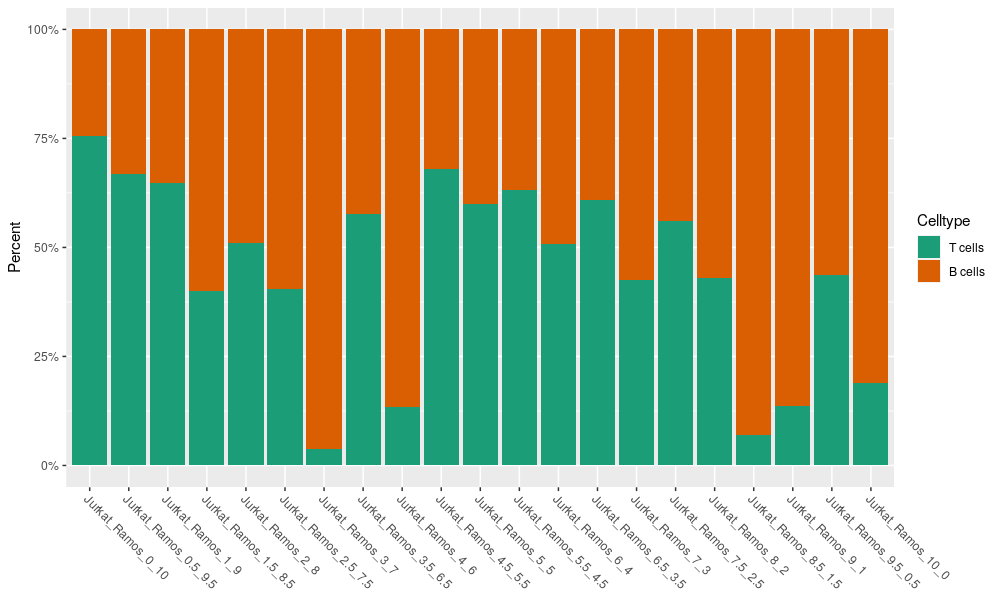 100%
75%
50%
25%
0%
Percent
Jurkat_Ramos_0_10
Jurkat_Ramos_0.5_9.5
Jurkat_Ramos_1_9
Jurkat_Ramos_1.5_8.5
Jurkat_Ramos_2_8
Jurkat_Ramos_2.5_7.5
Jurkat_Ramos_3_7
Jurkat_Ramos_3.5_6.5
Jurkat_Ramos_4_6
Jurkat_Ramos_4.5_5.5
Jurkat_Ramos_5_5
Jurkat_Ramos_5.5_4.5
Jurkat_Ramos_6_4
Jurkat_Ramos_6.5_3.5
Jurkat_Ramos_7_3
Jurkat_Ramos_7.5_2.5
Jurkat_Ramos_8_2
Jurkat_Ramos_8.5_1.5
Jurkat_Ramos_9_1
Jurkat_Ramos_9.5_0.5
Jurkat_Ramos_10_0
Celltype
T cells
B cells